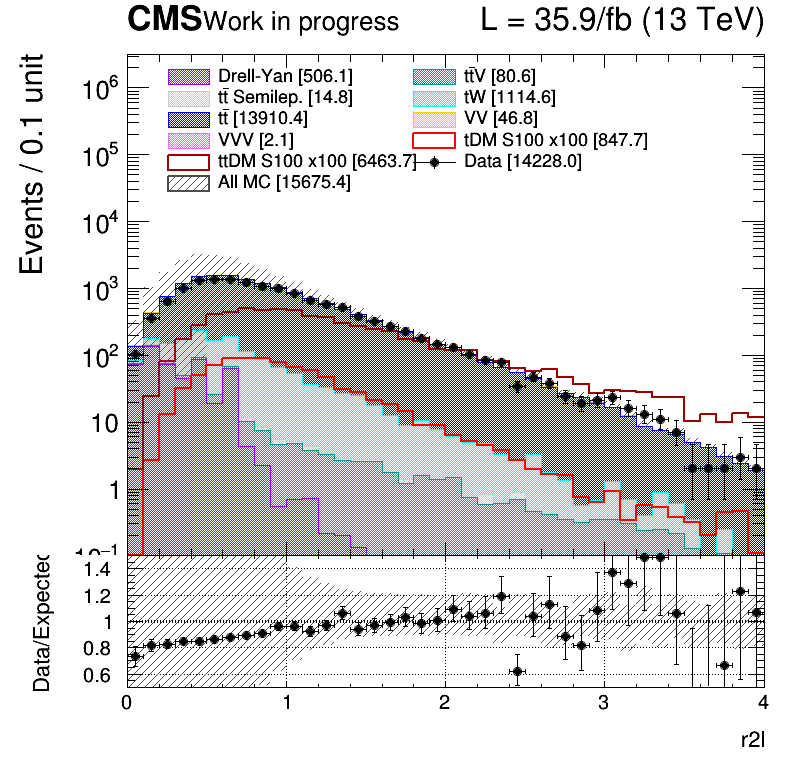 CMS Work in progress L = 35.9/fb (13 TeV)
Events / 0.1 unit
Drell-Yan [506.1] tt̄V [80.6]
tt̄ Semilep. [14.8] tW [1114.6]
tt̄ [13910.4] VV [46.8]
VVV [2.1] tDM S100 x100 [847.7]
ttDM S100 x100 [6463.7] Data [14228.0]
All MC [15675.4]
10⁶
10⁵
10⁴
10³
10²
10
1
10⁻¹
Data/Expected
1.4
1.2
1
0.8
0.6
0 1 2 3 4
r2l